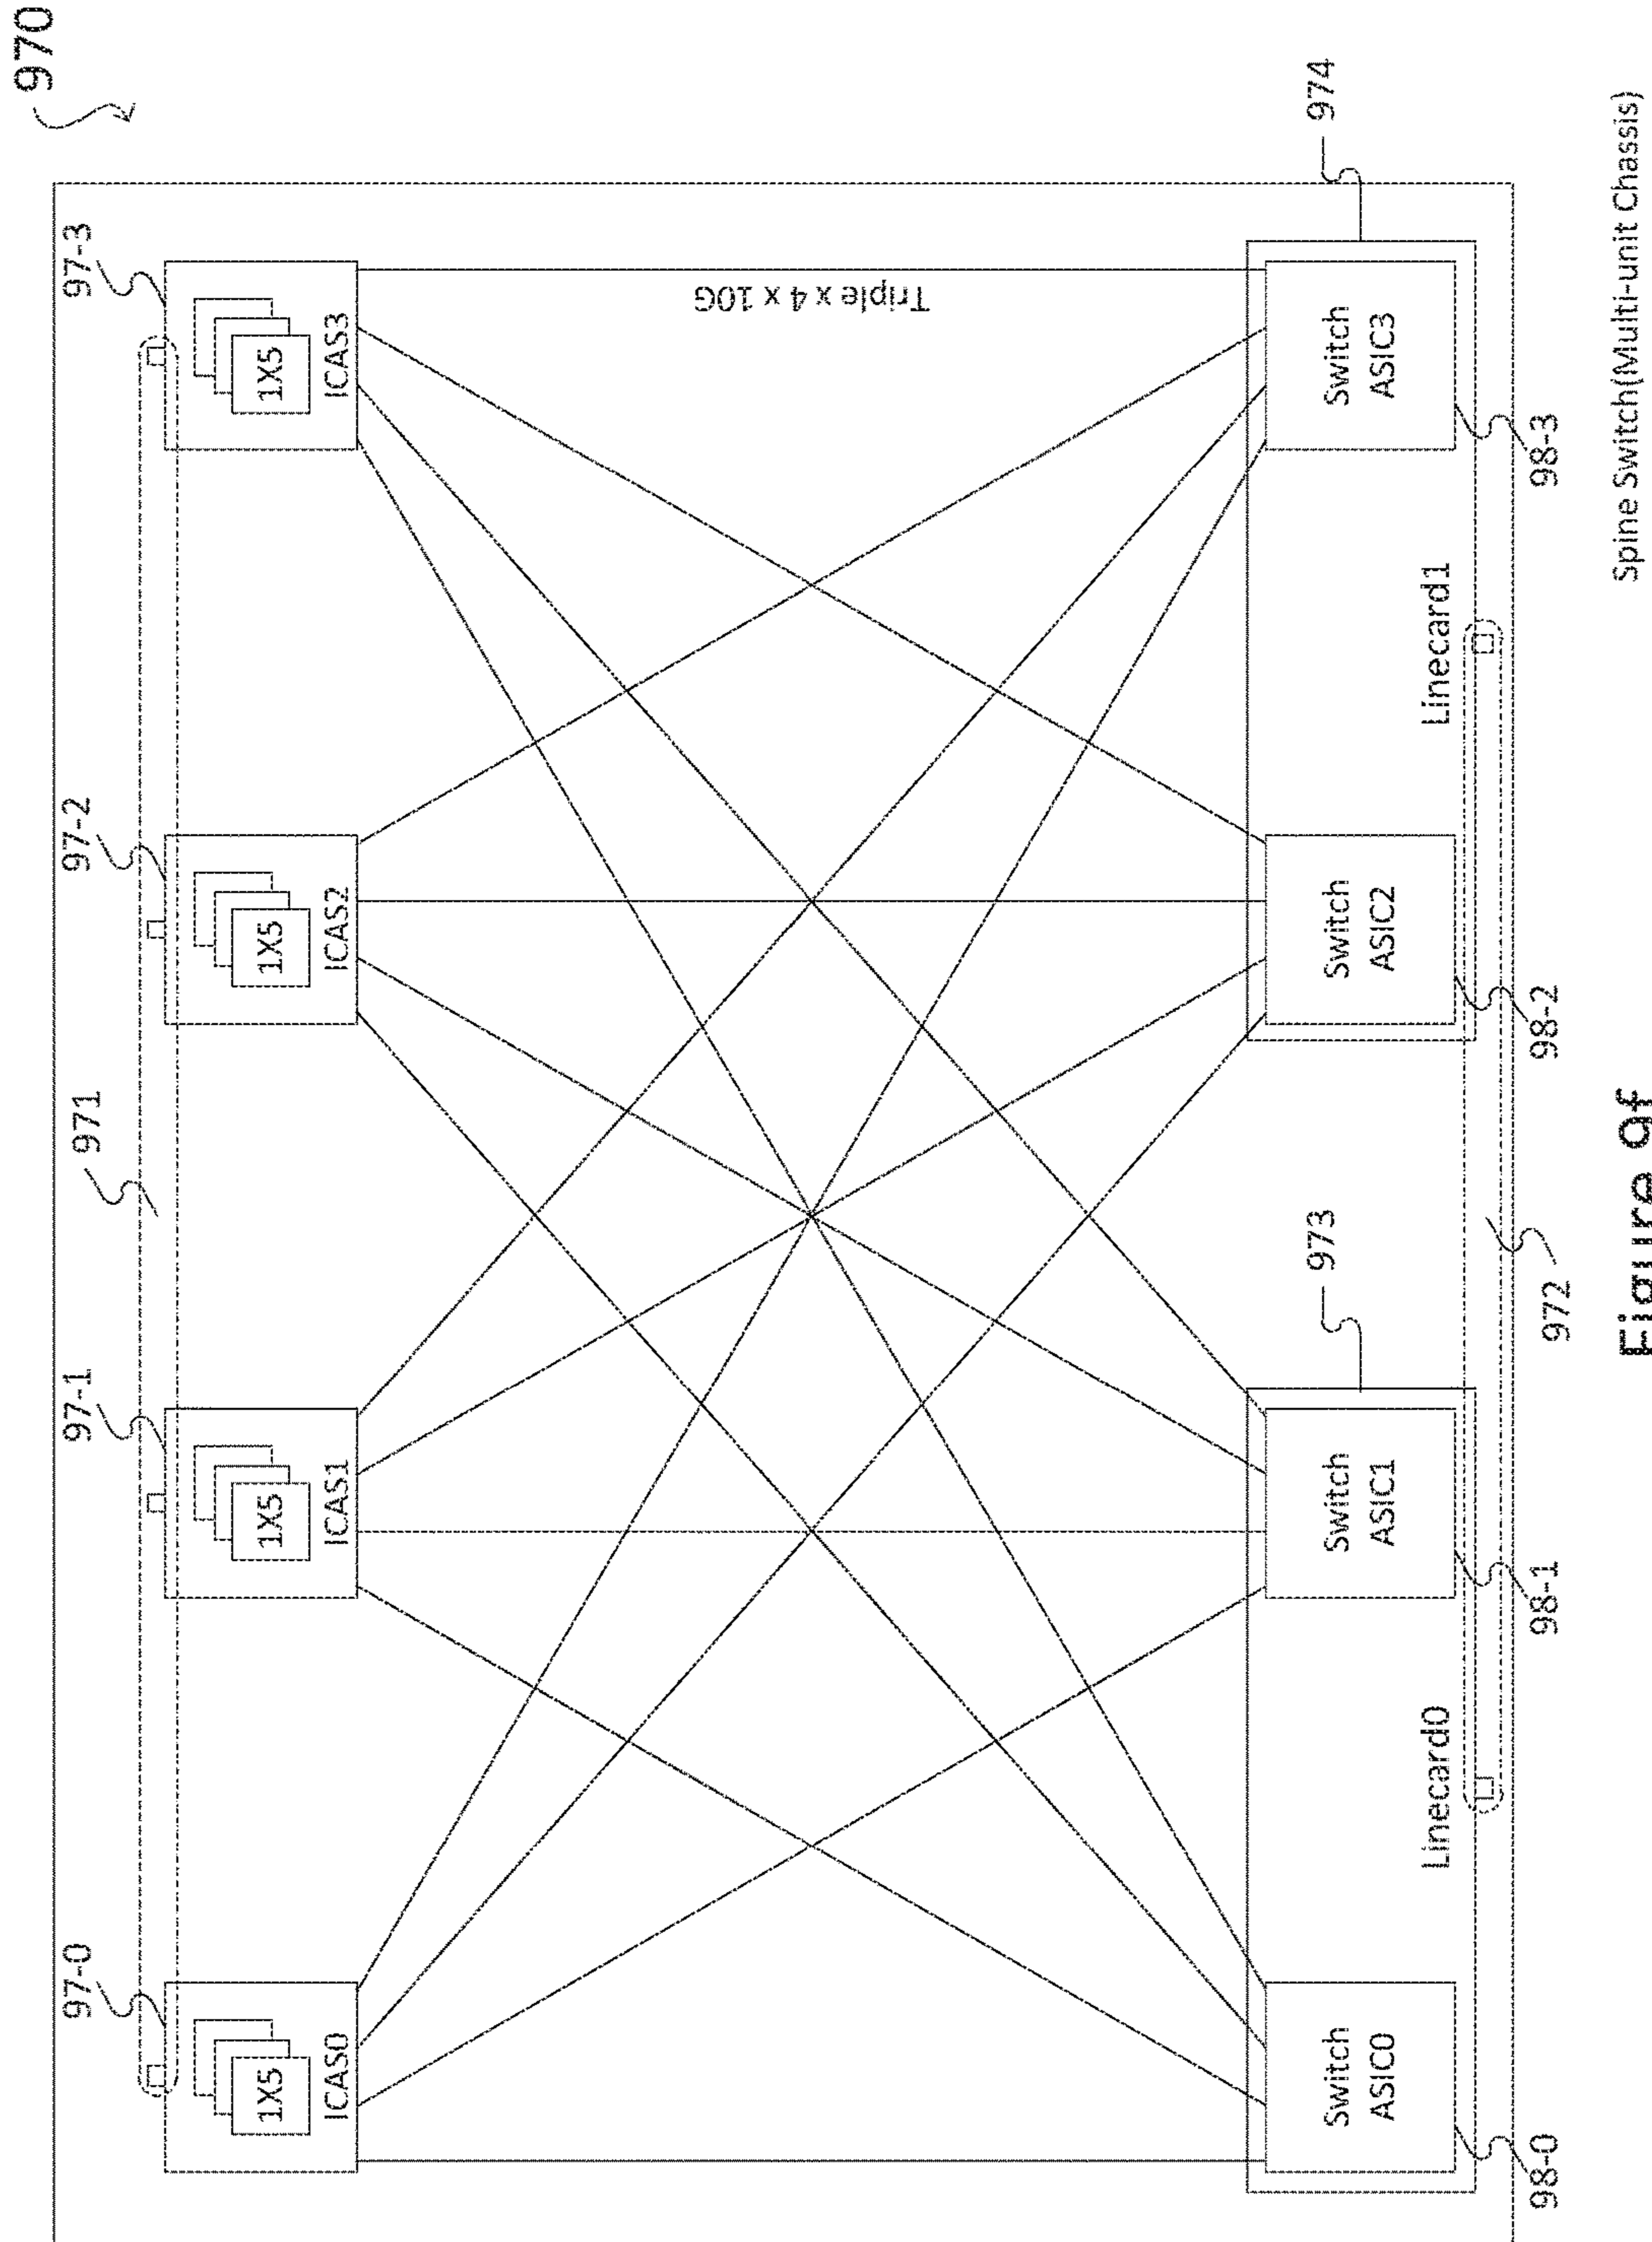 970
97-0
971
97-1
97-2
97-3
1X5
ICAS0
1X5
ICAS1
1X5
ICAS2
1X5
ICAS3
Triple x 4 x 10G
973
974
Switch
ASIC0
Switch
ASIC1
Switch
ASIC2
Switch
ASIC3
Linecard0
Linecard1
98-0
98-1
972
98-2
98-3
Spine Switch(Multi-unit Chassis)
Figure 9f